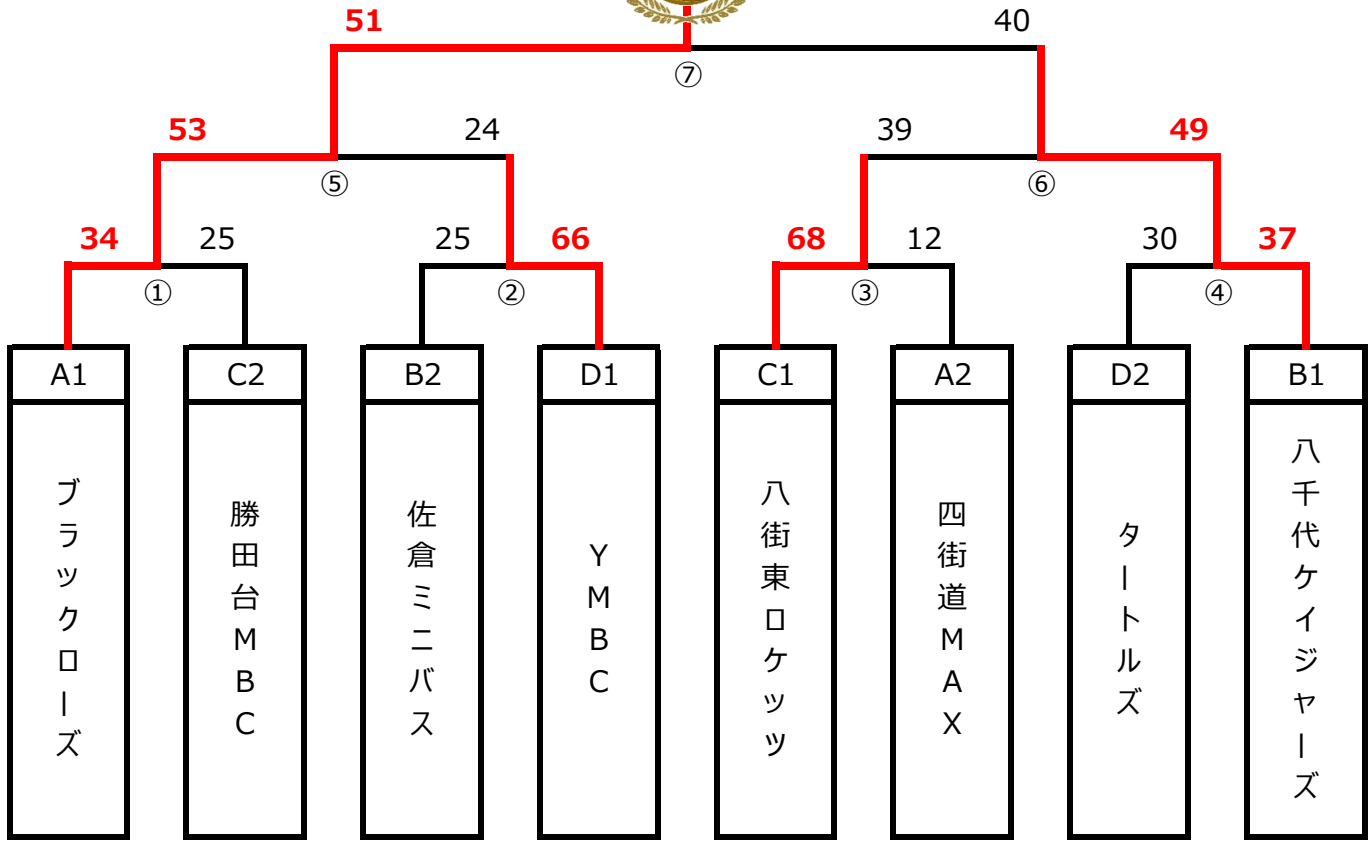 51 40
⑦
53 24 39 49
⑤ ⑥
34 25 25 66 68 12 30 37
① ② ③ ④
A1 C2 B2 D1 C1 A2 D2 B1
ブラックローズ
勝田台MBC
佐倉ミニバス
YMBC
八街東ロケッツ
四街道MAX
タートルズ
八千代ケイジャーズ